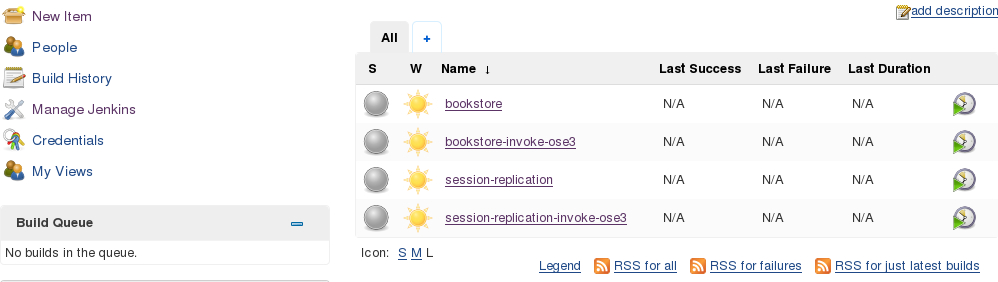 New Item
People
Build History
Manage Jenkins
Credentials
My Views
Build Queue
No builds in the queue.
add description
All +
S W Name ↓ Last Success Last Failure Last Duration
bookstore N/A N/A N/A
bookstore-invoke-ose3 N/A N/A N/A
session-replication N/A N/A N/A
session-replication-invoke-ose3 N/A N/A N/A
Icon: S M L
Legend RSS for all RSS for failures RSS for just latest builds